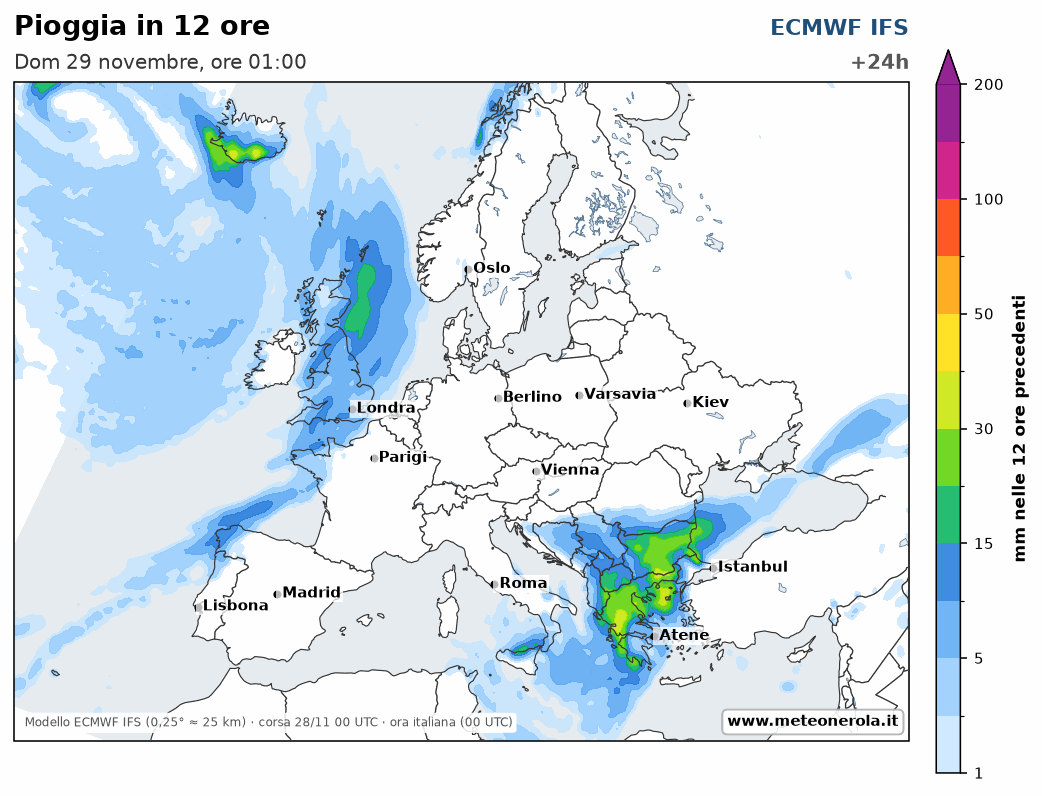 Pioggia in 12 ore
ECMWF IFS
Dom 29 novembre, ore 01:00
+24h
200
100
50
30
15
5
1
mm nelle 12 ore precedenti
Oslo
Berlino
Varsavia
Kiev
Londra
Parigi
Vienna
Istanbul
Roma
Madrid
Lisbona
Atene
Modello ECMWF IFS (0,25° ≈ 25 km) · corsa 28/11 00 UTC · ora italiana (00 UTC)
www.meteonerola.it